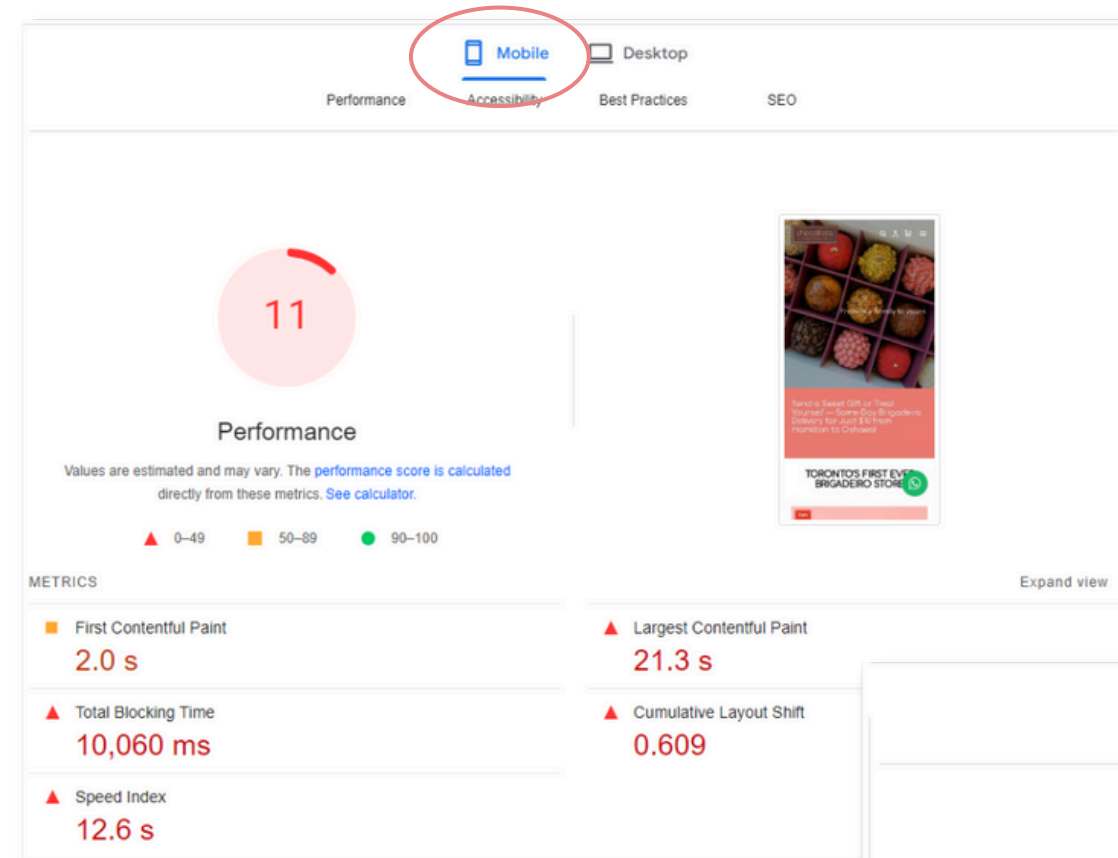 Mobile
Desktop
Performance
Accessibility
Best Practices
SEO
11
Performance
Values are estimated and may vary. The performance score is calculated
directly from these metrics. See calculator.
0–49
50–89
90–100
Send a Sweet Gift or Treat
Yourself — Same-Day Brigadeiro
Delivery for Just $10 from
Hamilton to Oshawa!
TORONTO'S FIRST EVER
BRIGADEIRO STORE
METRICS
Expand view
First Contentful Paint
2.0 s
Largest Contentful Paint
21.3 s
Total Blocking Time
10,060 ms
Cumulative Layout Shift
0.609
Speed Index
12.6 s